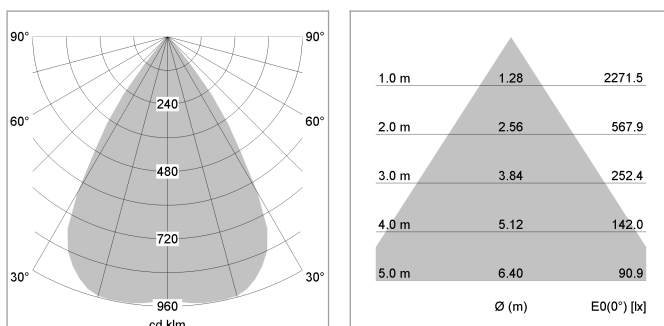 90° 90°
240
60° 60°
480
720
30° 30°
960
cd klm
1.0 m 1.28 2271.5
2.0 m 2.56 567.9
3.0 m 3.84 252.4
4.0 m 5.12 142.0
5.0 m 6.40 90.9
Ø (m) E0(0°) [lx]